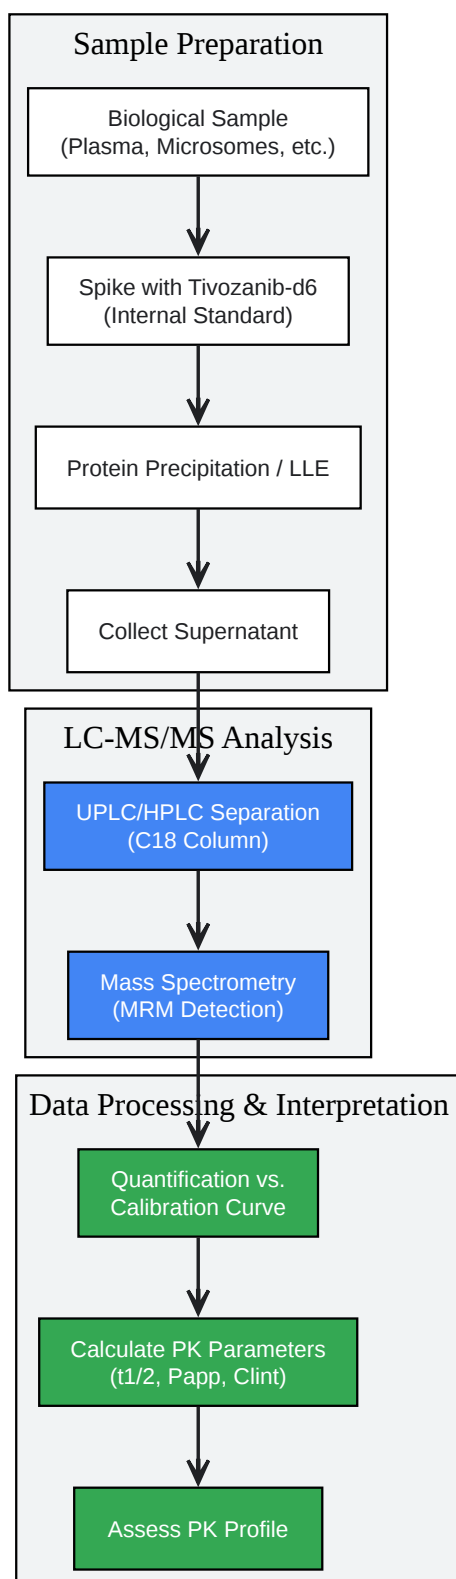 Sample Preparation
Biological Sample
(Plasma, Microsomes, etc.)
Spike with Tivozanib-d6
(Internal Standard)
Protein Precipitation / LLE
Collect Supernatant
LC-MS/MS Analysis
UPLC/HPLC Separation
(C18 Column)
Mass Spectrometry
(MRM Detection)
Data Processing & Interpretation
Quantification vs.
Calibration Curve
Calculate PK Parameters
(t1/2, Papp, Clint)
Assess PK Profile